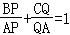 BP/AP + CQ/QA = 1